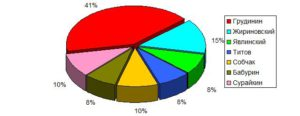 41%
15%
8%
8%
10%
8%
10%
Грудинин
Жириновский
Явлинский
Титов
Собчак
Бабурин
Сурайкин